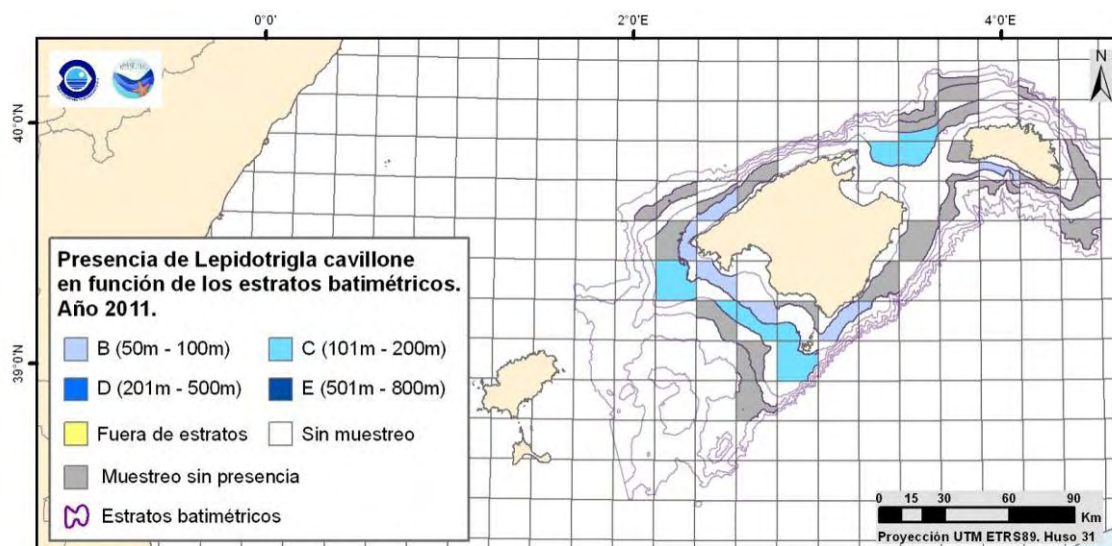 0°0'
2°0'E
4°0'E
40°0'N
39°0'N
N
Presencia de Lepidotrigla cavillone
en función de los estratos batimétricos.
Año 2011.
B (50m - 100m)
C (101m - 200m)
D (201m - 500m)
E (501m - 800m)
Fuera de estratos
Sin muestreo
Muestreo sin presencia
Estratos batimétricos
0 15 30 60 90
Km
Proyección UTM ETRS89. Huso 31